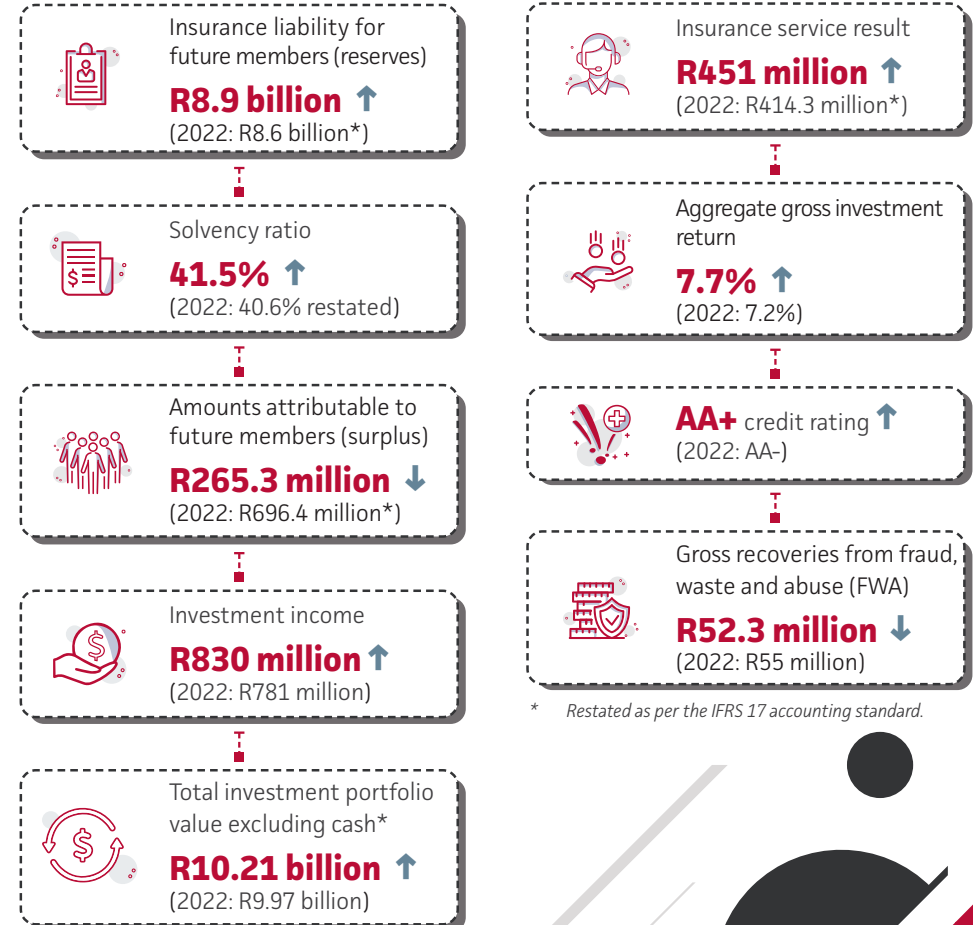 Insurance liability for
future members (reserves)
R8.9 billion ↑
(2022: R8.6 billion*)
Solvency ratio
41.5% ↑
(2022: 40.6% restated)
Amounts attributable to
future members (surplus)
R265.3 million ↓
(2022: R696.4 million*)
Investment income
R830 million ↑
(2022: R781 million)
Total investment portfolio
value excluding cash*
R10.21 billion ↑
(2022: R9.97 billion)
Insurance service result
R451 million ↑
(2022: R414.3 million*)
Aggregate gross investment
return
7.7% ↑
(2022: 7.2%)
AA+ credit rating ↑
(2022: AA-)
Gross recoveries from fraud,
waste and abuse (FWA)
R52.3 million ↓
(2022: R55 million)
* Restated as per the IFRS 17 accounting standard.